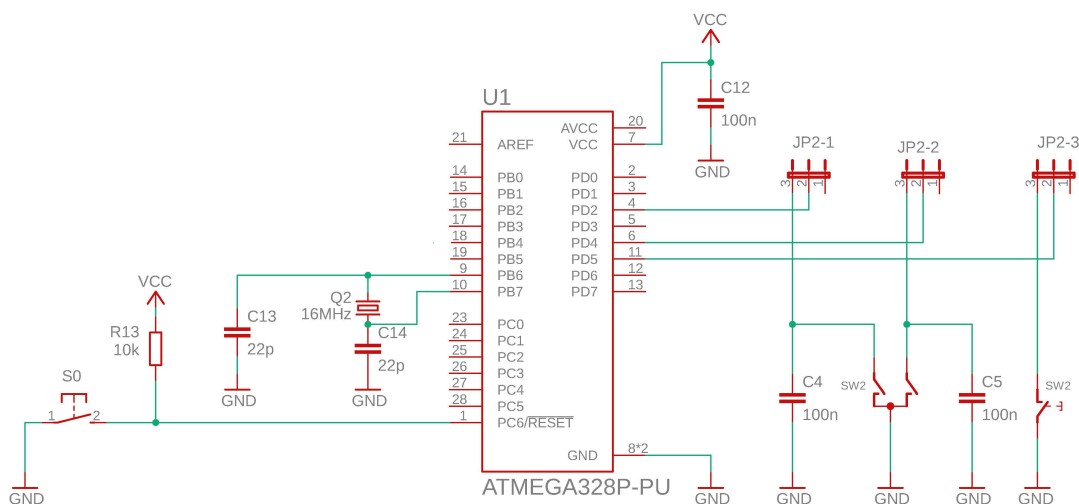 VCC
C12
100n
GND
U1
21 AREF
14 PB0
15 PB1
16 PB2
17 PB3
18 PB4
19 PB5
9 PB6
10 PB7
23 PC0
24 PC1
25 PC2
26 PC3
27 PC4
28 PC5
1 PC6/RESET
AVCC 20
VCC 7
PD0 2
PD1 3
PD2 4
PD3 5
PD4 6
PD5 11
PD6 12
PD7 13
GND 8*2
ATMEGA328P-PU
GND
JP2-1
3 2 1
JP2-2
3 2 1
JP2-3
3 2 1
VCC
R13
10k
S0
1 2
GND
C13
22p
GND
Q2
16MHz
C14
22p
GND
C4
100n
GND
SW2
GND
C5
100n
GND
SW2
GND